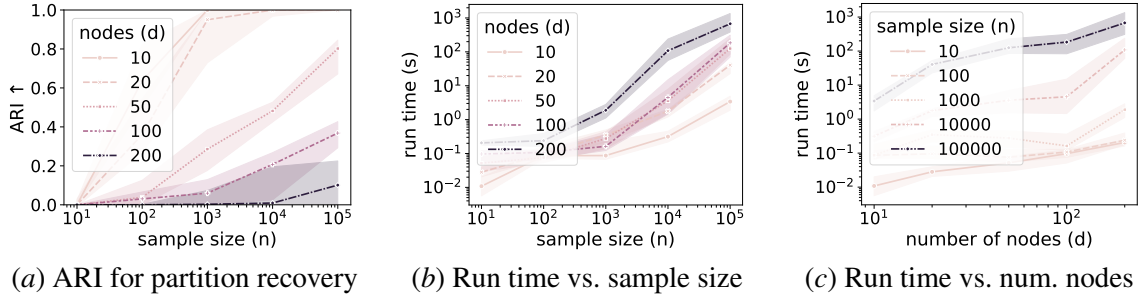 nodes (d)
10
20
50
100
200
ARI ↑
1.0
0.8
0.6
0.4
0.2
0.0
10¹ 10² 10³ 10⁴ 10⁵
sample size (n)
(a) ARI for partition recovery
nodes (d)
10
20
50
100
200
run time (s)
10³
10²
10¹
10⁰
10⁻¹
10⁻²
10¹ 10² 10³ 10⁴ 10⁵
sample size (n)
(b) Run time vs. sample size
sample size (n)
10
100
1000
10000
100000
run time (s)
10³
10²
10¹
10⁰
10⁻¹
10⁻²
10¹ 10²
number of nodes (d)
(c) Run time vs. num. nodes